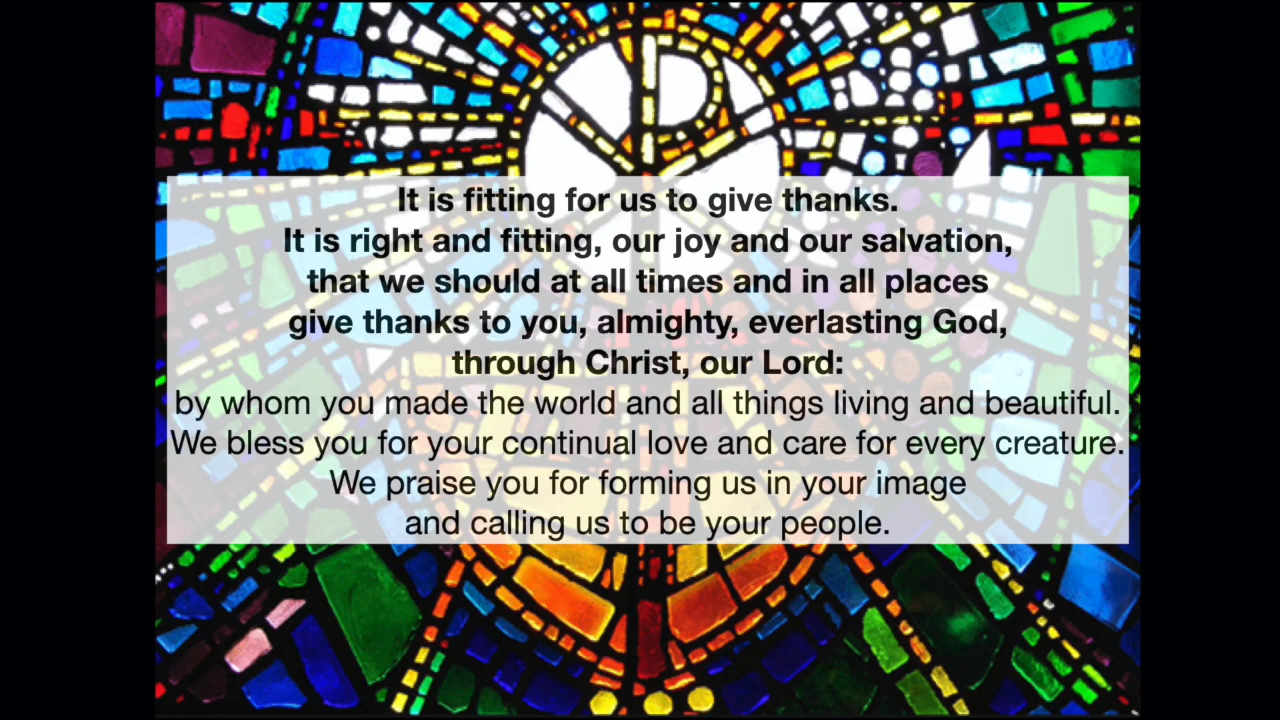 It is fitting for us to give thanks.
It is right and fitting, our joy and our salvation,
that we should at all times and in all places
give thanks to you, almighty, everlasting God,
through Christ, our Lord:
by whom you made the world and all things living and beautiful.
We bless you for your continual love and care for every creature.
We praise you for forming us in your image
and calling us to be your people.